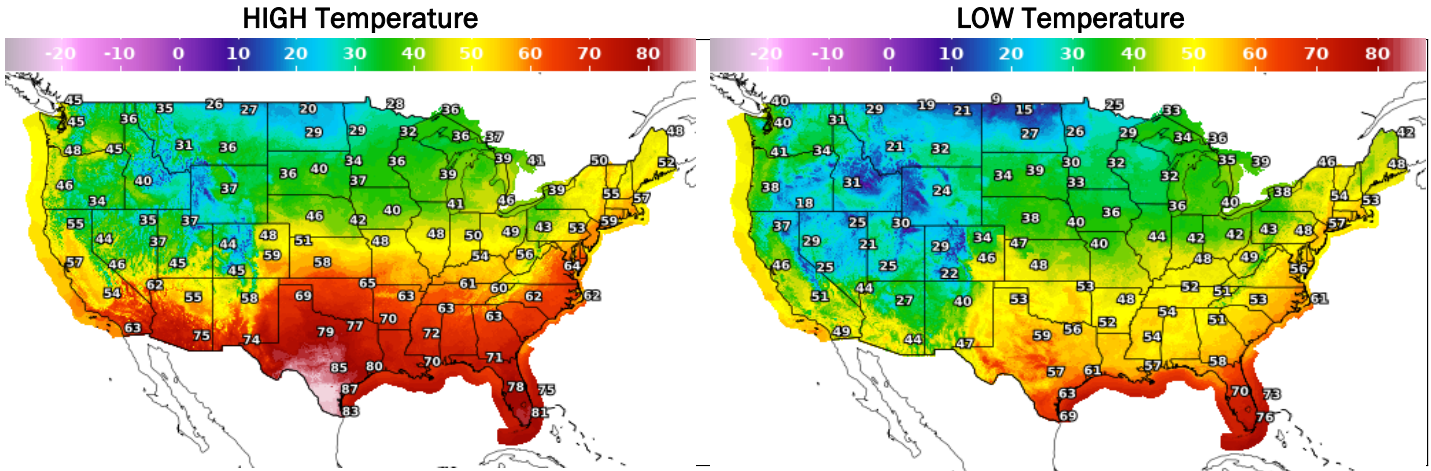 HIGH Temperature
LOW Temperature
-20 -10 0 10 20 30 40 50 60 70 80
-20 -10 0 10 20 30 40 50 60 70 80
45 35 26 27 20 28 36
45 36 29 29 32 36 37 48
48 45 31 36 34 36 39 41 50 52
46 40 37 36 40 37 39 39 55 57
34 46 42 40 41 46 59
55 35 37 48 50 49 43 53
44 37 44 48 51 48 54 56
57 46 45 45 59 58 64
54 62 55 58 69 65 63 61 60 62 62
63 75 74 79 77 70 72 63 63
85 80 70 71
87 78 75
83 81
40 29 19 21 9 15 25 33
40 31 27 26 29 34 36 42
41 34 21 32 30 32 35 39 46 48
38 31 24 34 39 33 32 38 54 53
18 38 40 36 36 40 57
37 25 30 44 42 42 43 48
29 21 29 34 47 40 48 49
46 25 25 22 46 48 56
51 44 27 40 53 53 48 52 51 53 61
49 44 47 59 56 52 54 54 51
57 61 57 58
63 70 73
69 76